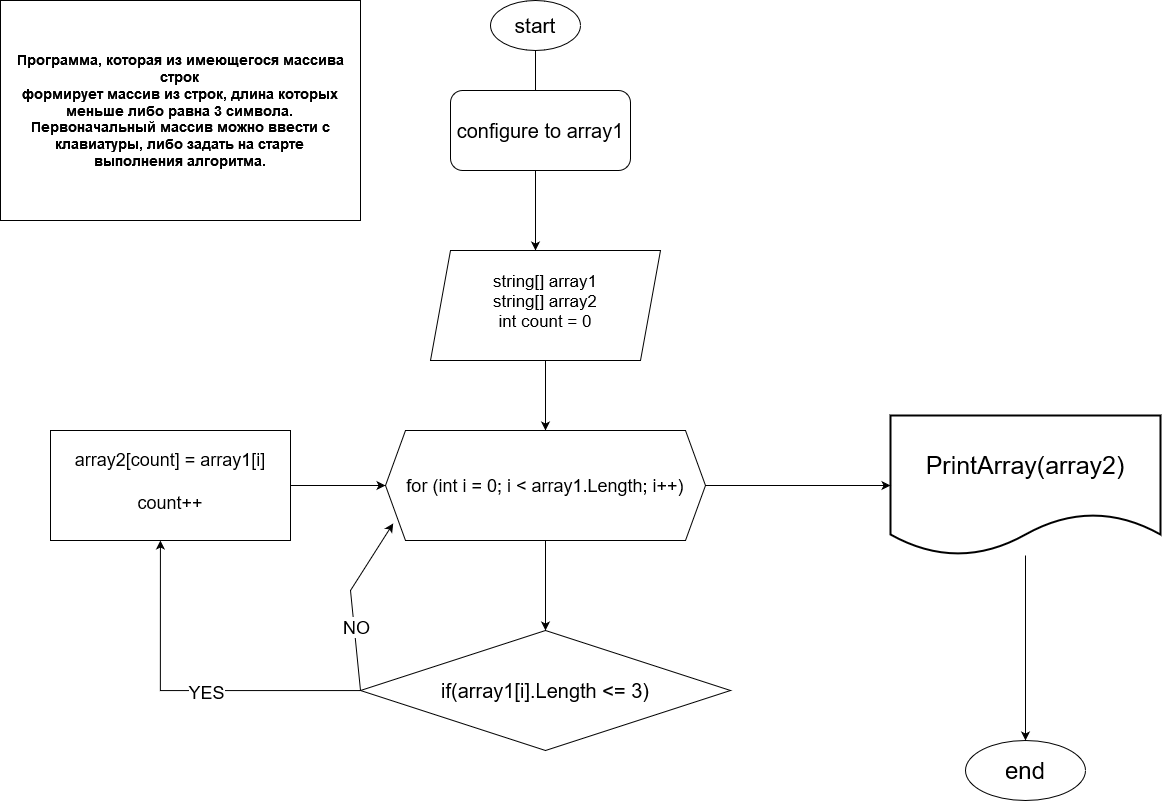 Программа, которая из имеющегося массива
строк
формирует массив из строк, длина которых
меньше либо равна 3 символа.
Первоначальный массив можно ввести с
клавиатуры, либо задать на старте
выполнения алгоритма.
start
configure to array1
string[] array1
string[] array2
int count = 0
array2[count] = array1[i]
count++
for (int i = 0; i < array1.Length; i++)
PrintArray(array2)
NO
YES
if(array1[i].Length <= 3)
end